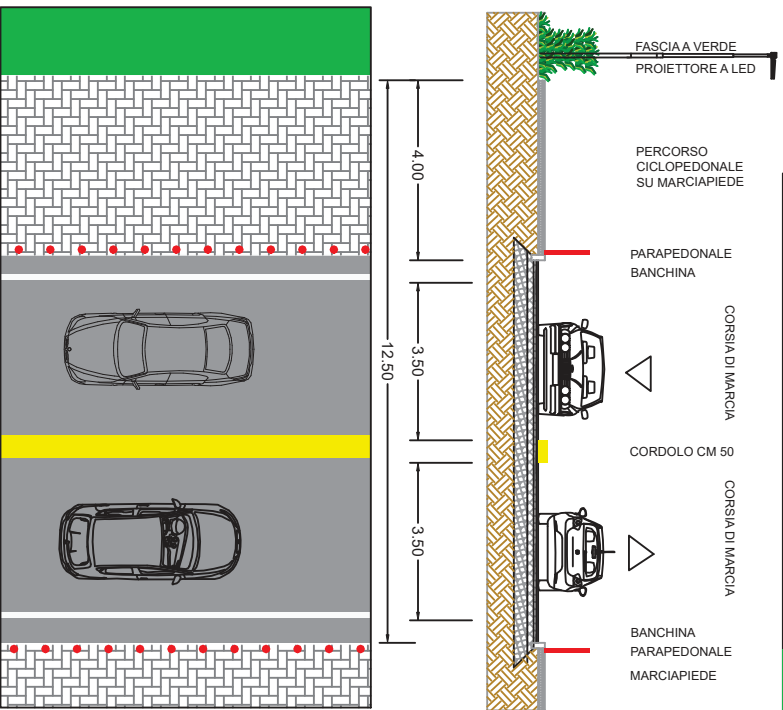 FASCIA A VERDE
PROIETTORE A LED
PERCORSO
CICLOPEDONALE
SU MARCIAPIEDE
PARAPEDONALE
BANCHINA
CORSIA DI MARCIA
CORDOLO CM 50
CORSIA DI MARCIA
BANCHINA
PARAPEDONALE
MARCIAPIEDE
4.00
12.50
3.50
3.50